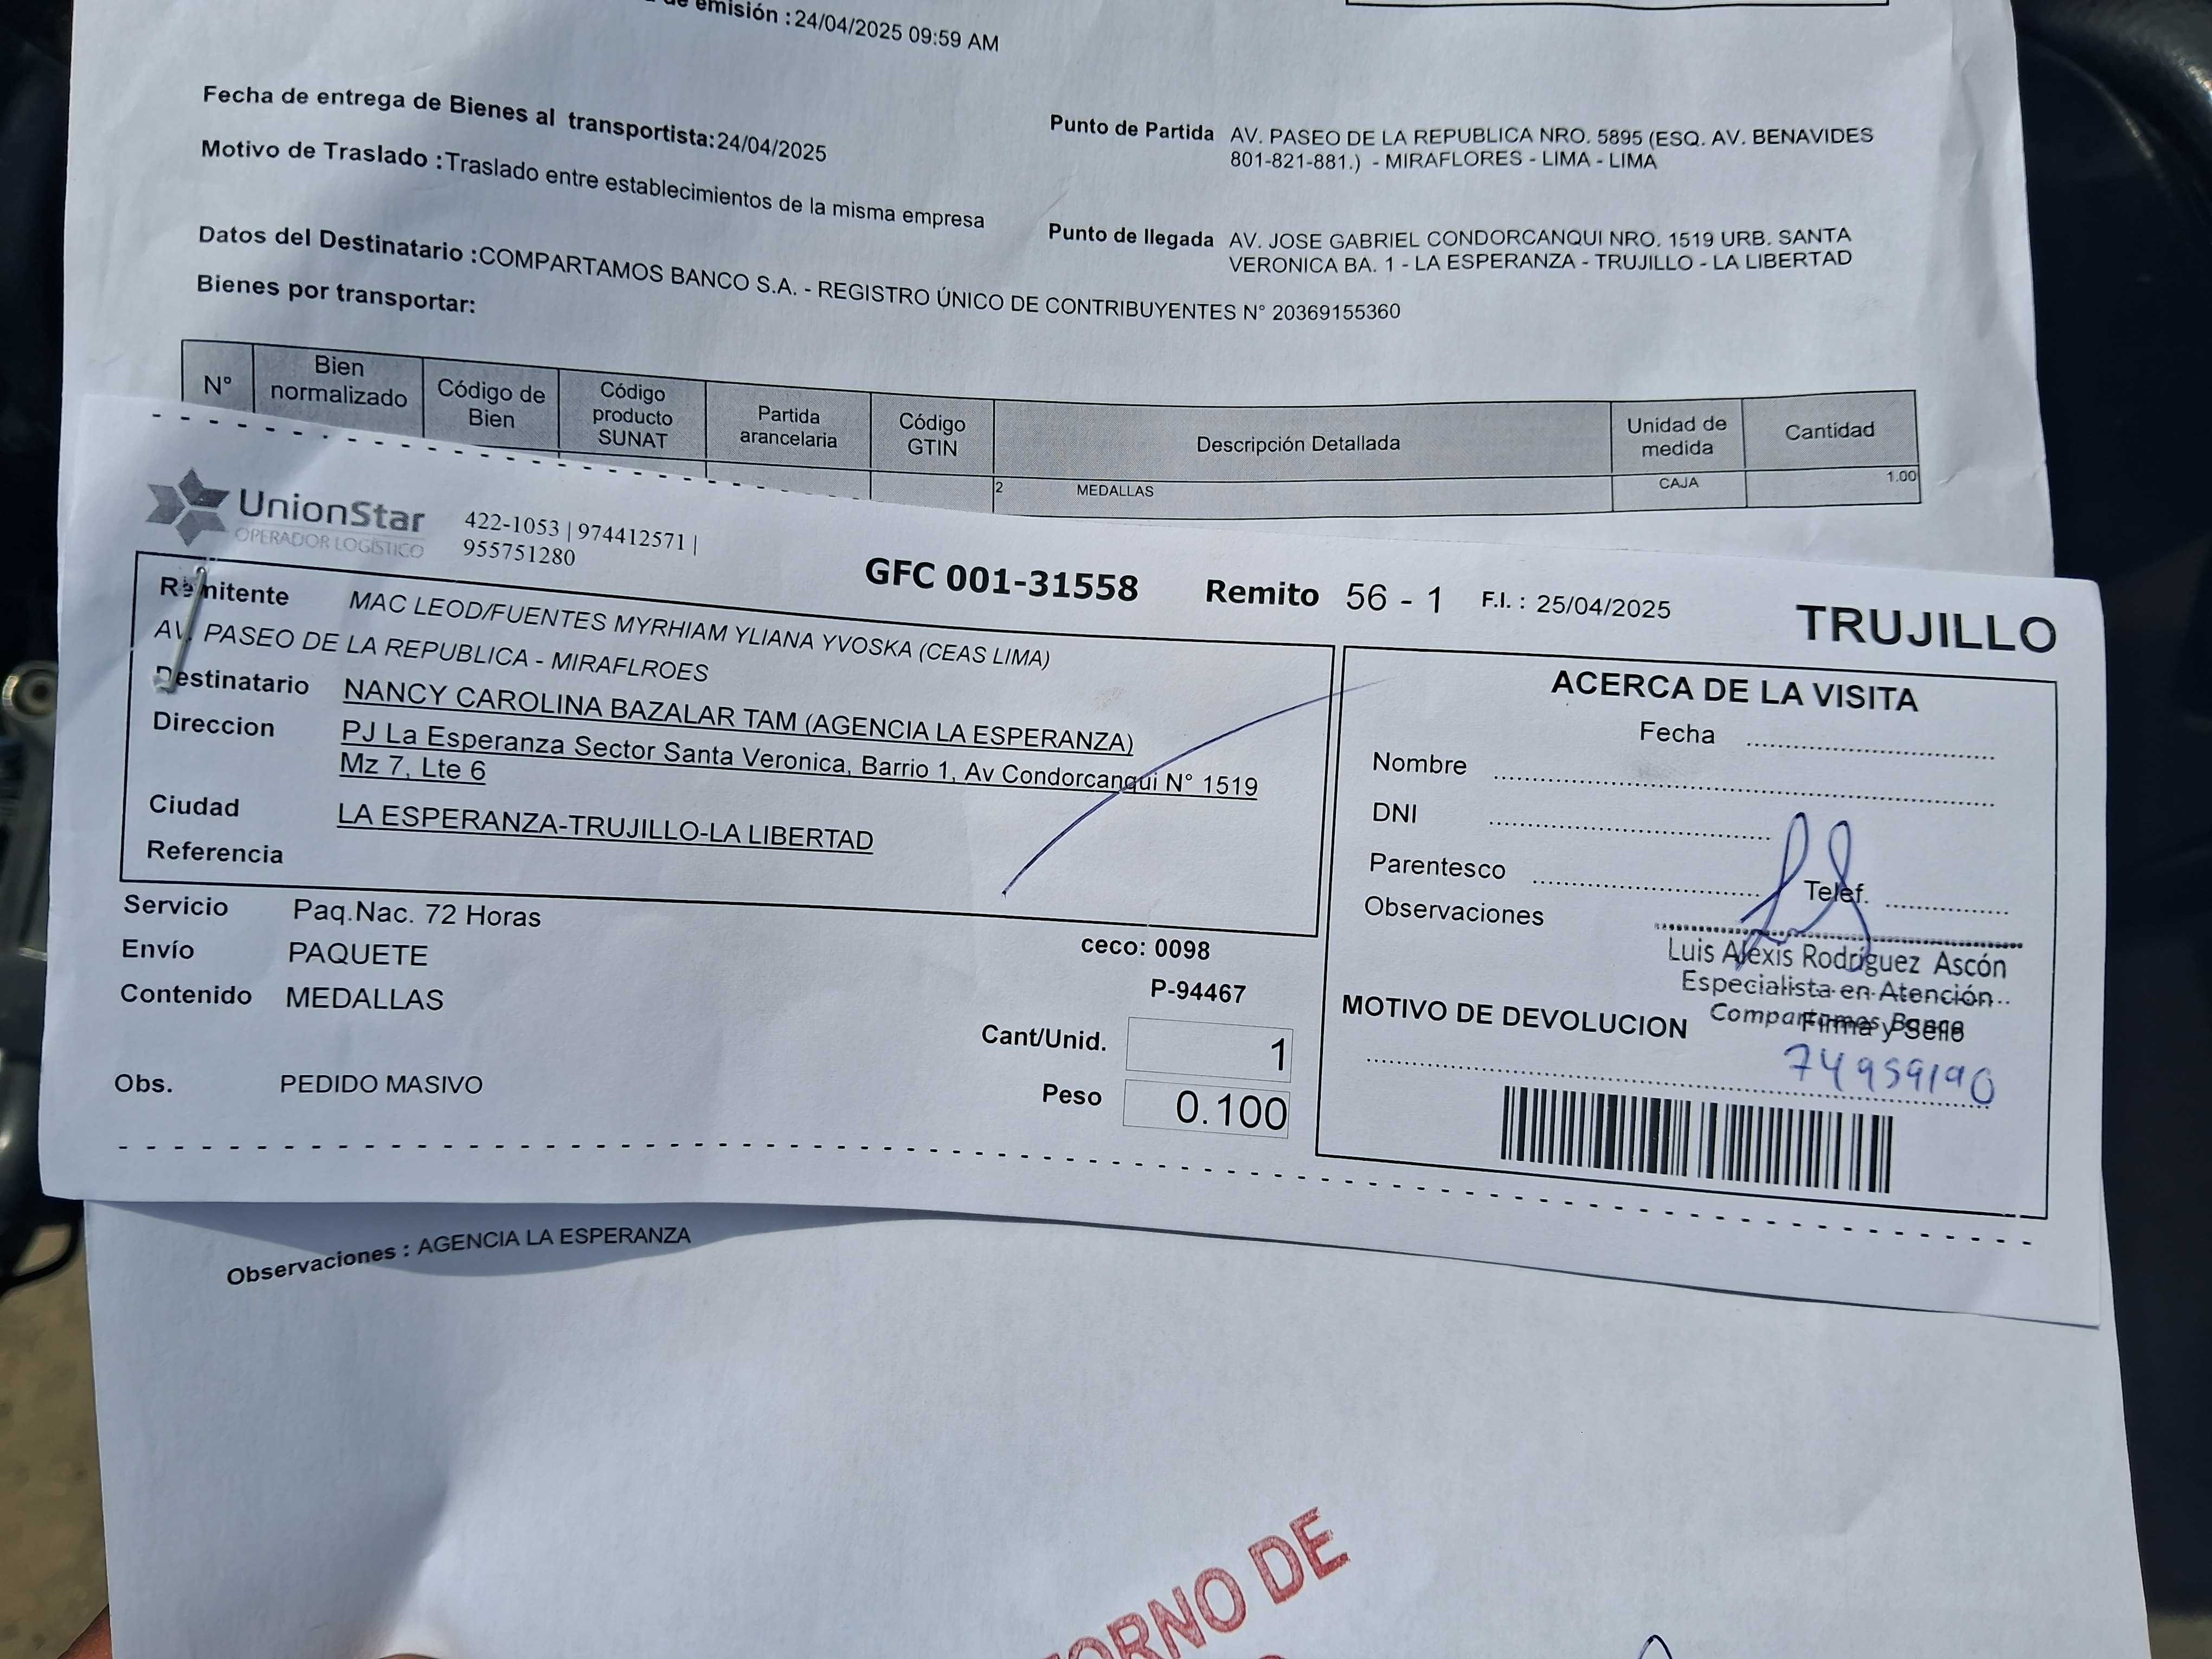 de emisión : 24/04/2025 09:59 AM
Fecha de entrega de Bienes al transportista:24/04/2025
Motivo de Traslado :Traslado entre establecimientos de la misma empresa
Datos del Destinatario :COMPARTAMOS BANCO S.A. - REGISTRO ÚNICO DE CONTRIBUYENTES N° 20369155360
Bienes por transportar:
Punto de Partida AV. PASEO DE LA REPUBLICA NRO. 5895 (ESQ. AV. BENAVIDES
801-821-881.) - MIRAFLORES - LIMA - LIMA
Punto de llegada AV. JOSE GABRIEL CONDORCANQUI NRO. 1519 URB. SANTA
VERONICA BA. 1 - LA ESPERANZA - TRUJILLO - LA LIBERTAD
N° Bien normalizado Código de Bien Código producto SUNAT Partida arancelaria Código GTIN Descripción Detallada Unidad de medida Cantidad
2 MEDALLAS CAJA 1.00
UnionStar
OPERADOR LOGÍSTICO
422-1053 | 974412571 |
955751280
GFC 001-31558 Remito 56 - 1 F.I. : 25/04/2025 TRUJILLO
Remitente MAC LEOD/FUENTES MYRHIAM YLIANA YVOSKA (CEAS LIMA)
AV. PASEO DE LA REPUBLICA - MIRAFLROES
Destinatario NANCY CAROLINA BAZALAR TAM (AGENCIA LA ESPERANZA)
Direccion PJ La Esperanza Sector Santa Veronica, Barrio 1, Av Condorcanqui N° 1519
Mz 7, Lte 6
Ciudad LA ESPERANZA-TRUJILLO-LA LIBERTAD
Referencia
Servicio Paq.Nac. 72 Horas
Envío PAQUETE
Contenido MEDALLAS
Obs. PEDIDO MASIVO
ceco: 0098
P-94467
Cant/Unid. 1
Peso 0.100
ACERCA DE LA VISITA
Fecha
Nombre
DNI
Parentesco Telef.
Observaciones
Luis Alexis Rodríguez Ascón
Especialista en Atención
Compartamos Banco
Firma y Sello
MOTIVO DE DEVOLUCION
74959190
Observaciones : AGENCIA LA ESPERANZA
ORNO DE